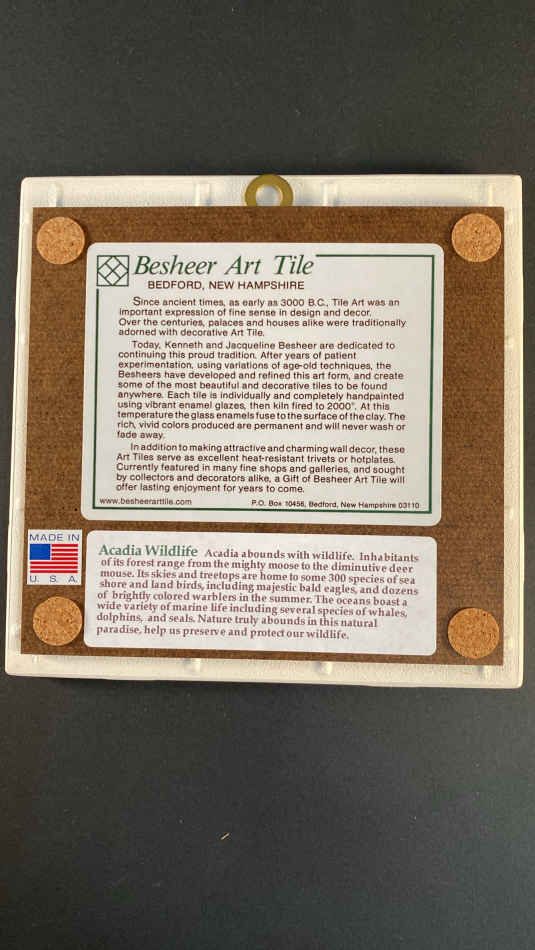 Besheer Art Tile
BEDFORD, NEW HAMPSHIRE
Since ancient times, as early as 3000 B.C., Tile Art was an
important expression of fine sense in design and decor.
Over the centuries, palaces and houses alike were traditionally
adorned with decorative Art Tile.
Today, Kenneth and Jacqueline Besheer are dedicated to
continuing this proud tradition. After years of patient
experimentation, using variations of age-old techniques, the
Besheers have developed and refined this art form, and create
some of the most beautiful and decorative tiles to be found
anywhere. Each tile is individually and completely handpainted
using vibrant enamel glazes, then kiln fired to 2000°. At this
temperature the glass enamels fuse to the surface of the clay. The
rich, vivid colors produced are permanent and will never wash or
fade away.
In addition to making attractive and charming wall decor, these
Art Tiles serve as excellent heat-resistant trivets or hotplates.
Currently featured in many fine shops and galleries, and sought
by collectors and decorators alike, a Gift of Besheer Art Tile will
offer lasting enjoyment for years to come.
www.besheerarttile.com P.O. Box 10456, Bedford, New Hampshire 03110
MADE IN
U. S. A.
Acadia Wildlife Acadia abounds with wildlife. Inhabitants
of its forest range from the mighty moose to the diminutive deer
mouse. Its skies and treetops are home to some 300 species of sea
shore and land birds, including majestic bald eagles, and dozens
of brightly colored warblers in the summer. The oceans boast a
wide variety of marine life including several species of whales,
dolphins, and seals. Nature truly abounds in this natural
paradise, help us preserve and protect our wildlife.